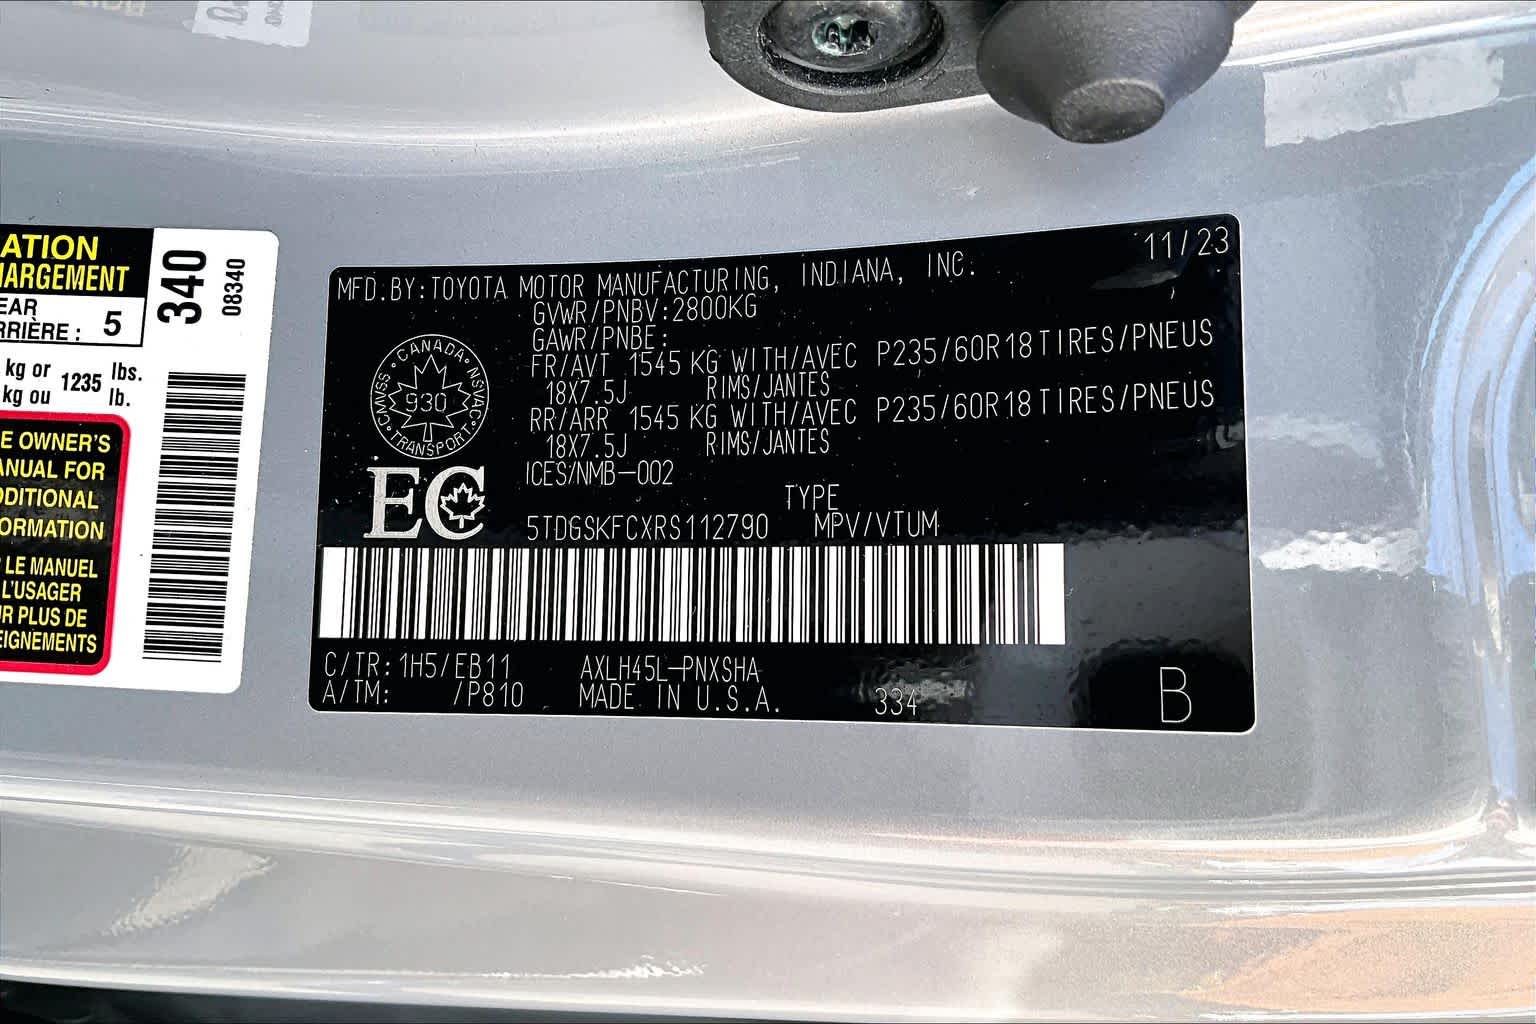 ATION
HARGEMENT
EAR
RRIÈRE : 5
kg or 1235 lbs.
kg ou lb.
E OWNER'S
ANUAL FOR
DDITIONAL
ORMATION
LE MANUEL
L'USAGER
UR PLUS DE
EIGNEMENTS
340
08340
11/23
MFD.BY:TOYOTA MOTOR MANUFACTURING, INDIANA, INC.
GVWR/PNBV:2800KG
GAWR/PNBE:
FR/AVT 1545 KG WITH/AVEC P235/60R18TIRES/PNEUS
18X7.5J RIMS/JANTES
RR/ARR 1545 KG WITH/AVEC P235/60R18TIRES/PNEUS
18X7.5J RIMS/JANTES
ICES/NMB-002
CANADA
CMVSS
NSVAC
930
TRANSPORT
EC
TYPE
5TDGSKFCXRS112790 MPV/VTUM
C/TR: 1H5/EB11 AXLH45L-PNXSHA
A/TM: /P810 MADE IN U.S.A. 334 B